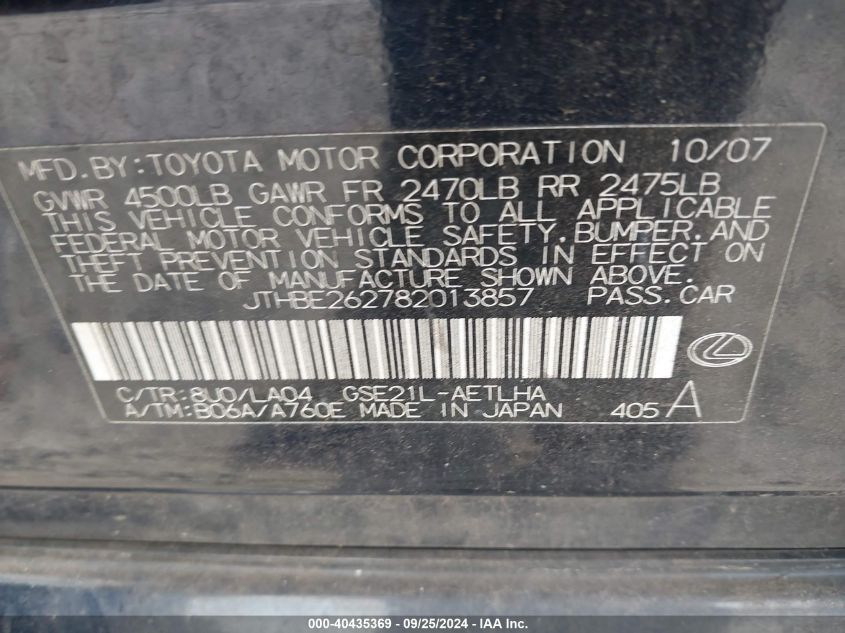 MFD.BY:TOYOTA MOTOR CORPORATION 10/07
GVWR 4500LB GAWR FR 2470LB RR 2475LB
THIS VEHICLE CONFORMS TO ALL APPLICABLE
FEDERAL MOTOR VEHICLE SAFETY,BUMPER,AND
THEFT PREVENTION STANDARDS IN EFFECT ON
THE DATE OF MANUFACTURE SHOWN ABOVE.
JTHBE262782013857 PASS.CAR
C/TR:8U0/LA04 GSE21L-AETLHA
A/TM:B06A/A760E MADE IN JAPAN 405 A
000-40435369 | 09/25/2024 - IAA Inc.